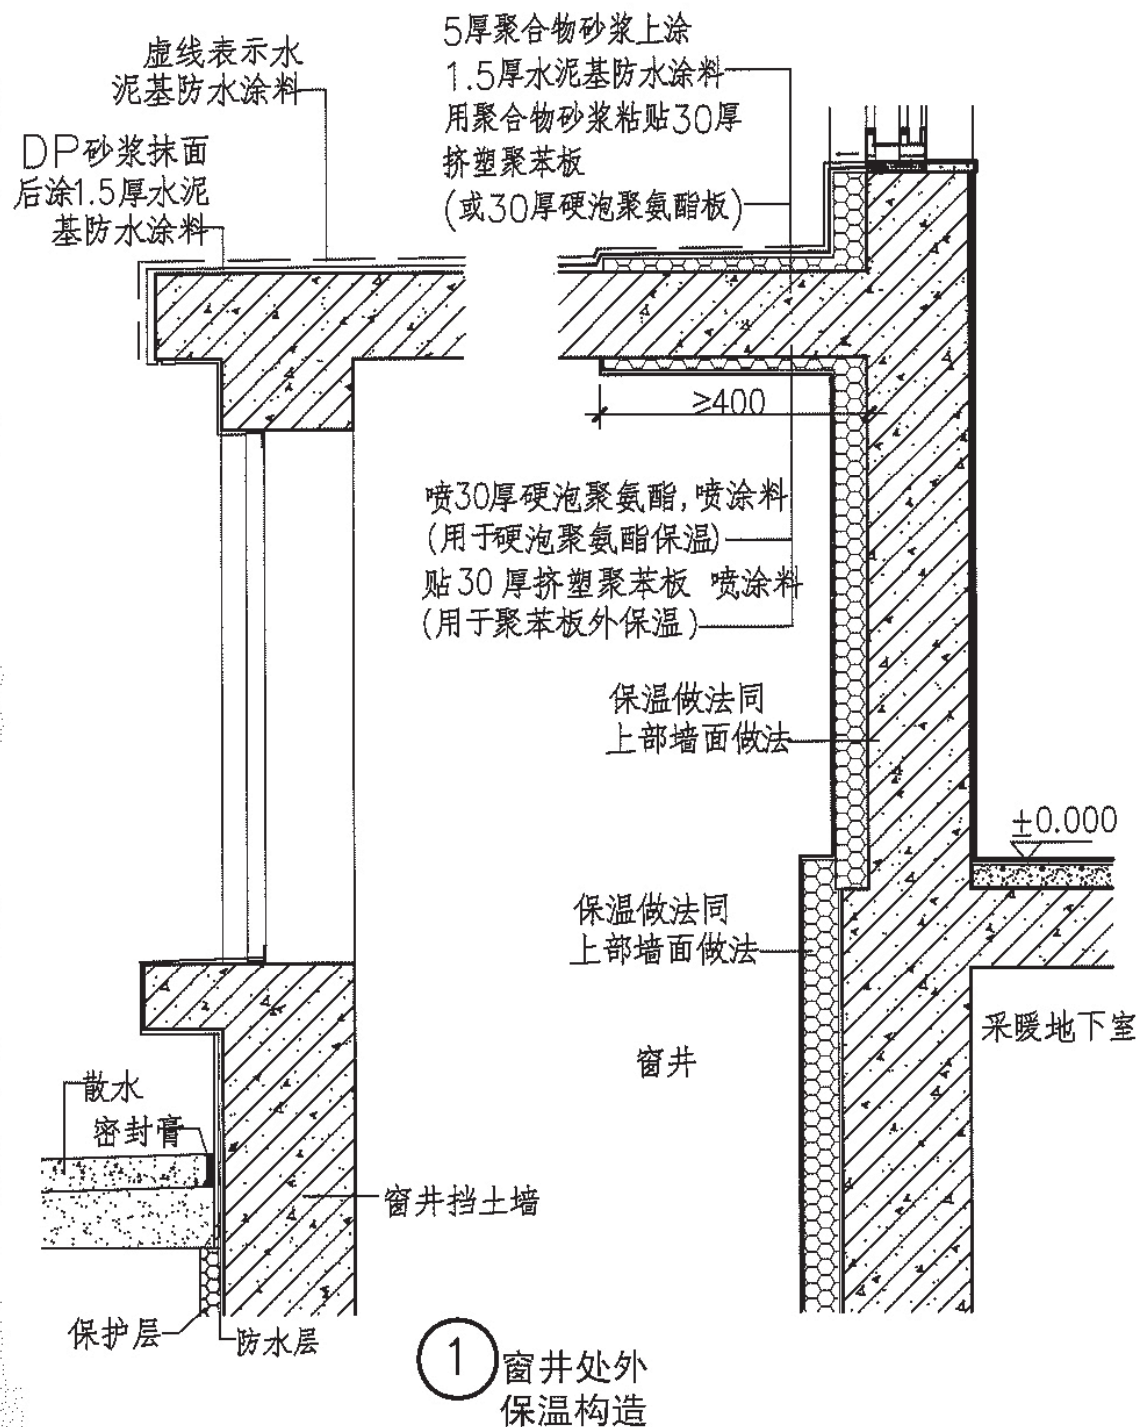 虚线表示水
泥基防水涂料
DP砂浆抹面
后涂1.5厚水泥
基防水涂料
5厚聚合物砂浆上涂
1.5厚水泥基防水涂料
用聚合物砂浆粘贴30厚
挤塑聚苯板
(或30厚硬泡聚氨酯板)
≥400
喷30厚硬泡聚氨酯,喷涂料
(用于硬泡聚氨酯保温)
贴30厚挤塑聚苯板 喷涂料
(用于聚苯板外保温)
保温做法同
上部墙面做法
±0.000
保温做法同
上部墙面做法
采暖地下室
窗井
散水
密封膏
窗井挡土墙
保护层
防水层
1 窗井处外
保温构造